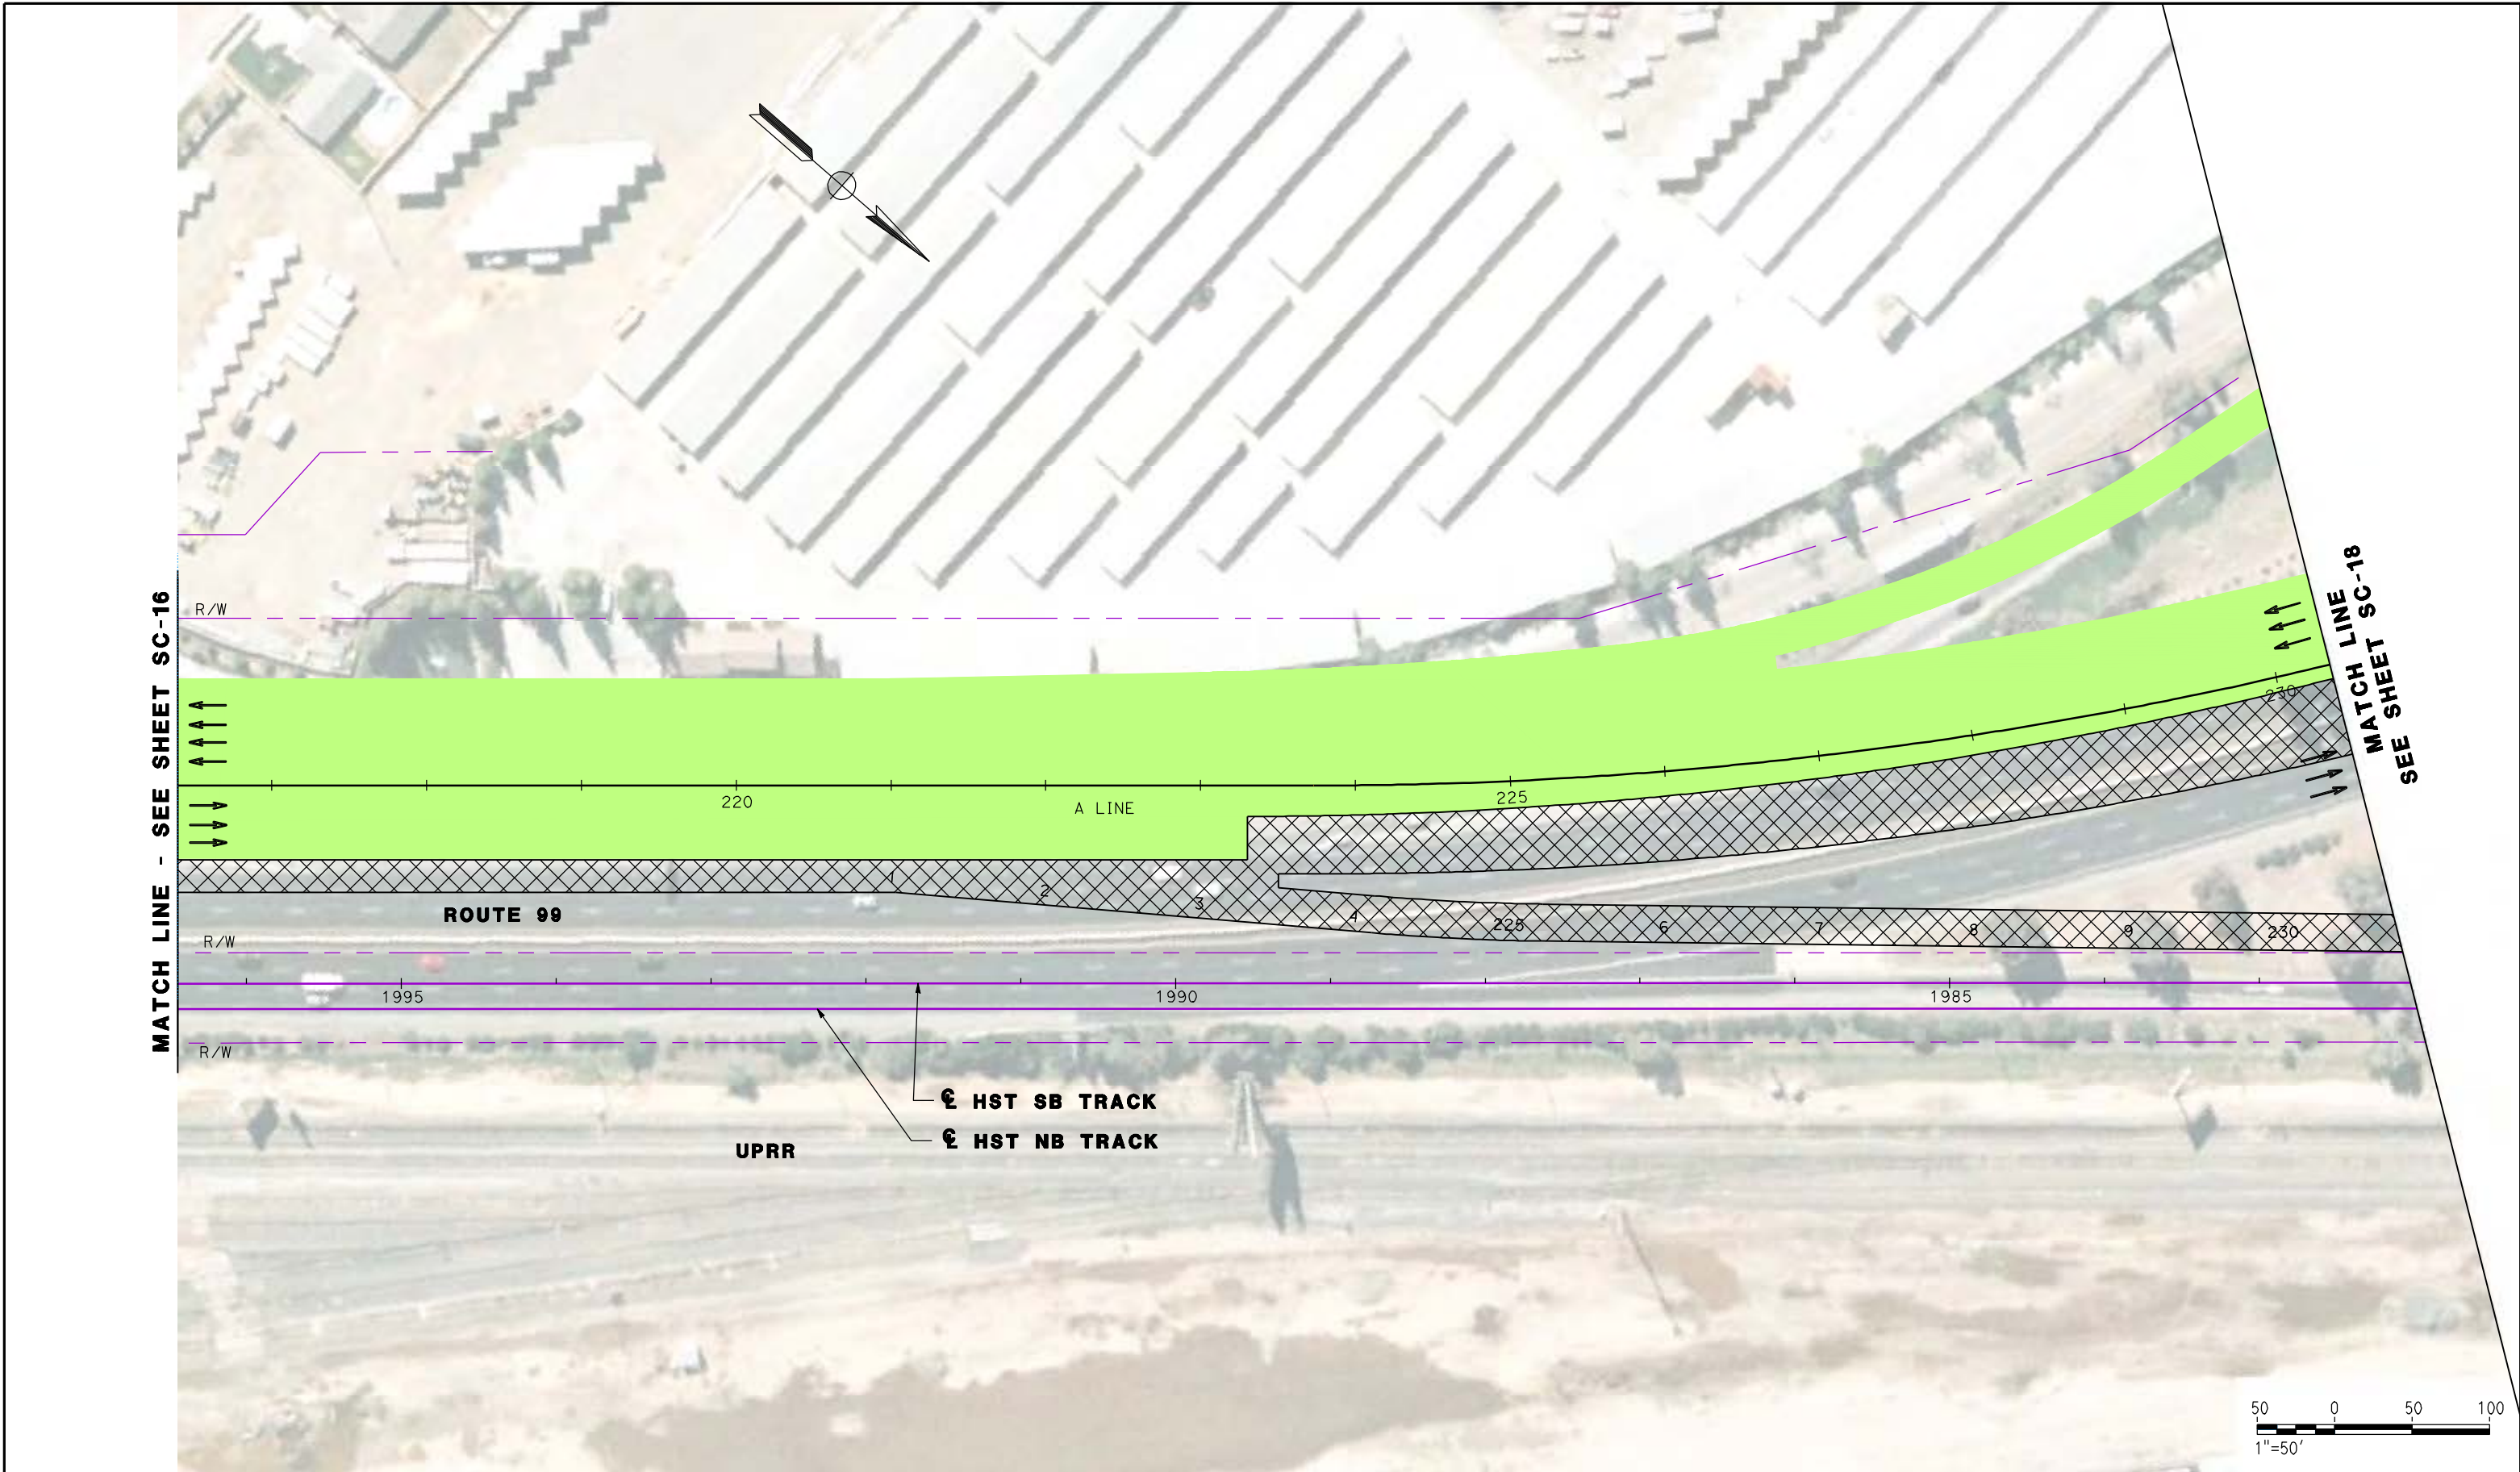 MATCH LINE - SEE SHEET SC-16
R/W
220
A LINE
225
230
MATCH LINE
SEE SHEET SC-18
1
2
3
4
225
6
7
8
9
230
ROUTE 99
R/W
1995
1990
1985
R/W
℄ HST SB TRACK
℄ HST NB TRACK
UPRR
50 0 50 100
1"=50'